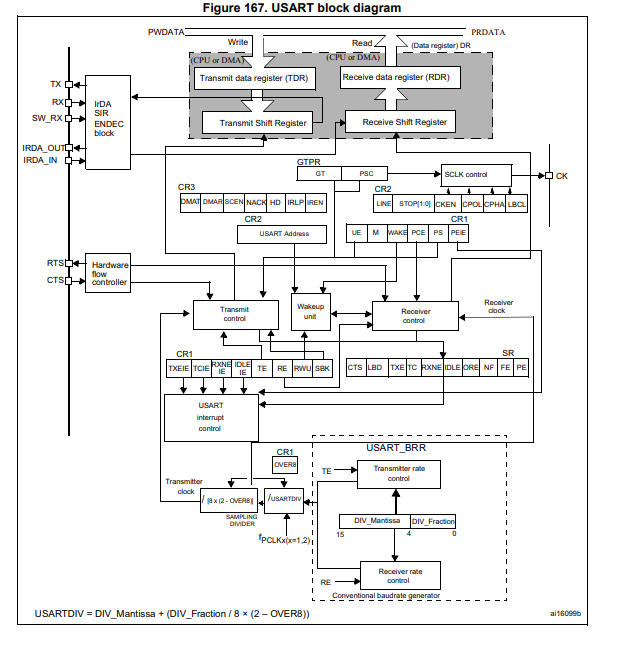 Figure 167. USART block diagram
PWDATA
PRDATA
Write
Read
(Data register) DR
(CPU or DMA)
(CPU or DMA)
Transmit data register (TDR)
Receive data register (RDR)
TX
RX
SW_RX
IRDA_OUT
IRDA_IN
IrDA
SIR
ENDEC
block
Transmit Shift Register
Receive Shift Register
GTPR
GT PSC
SCLK control
CK
CR3
DMAT DMAR SCEN NACK HD IRLP IREN
CR2
LINE STOP[1:0] CKEN CPOL CPHA LBCL
CR2
USART Address
CR1
UE M WAKE PCE PS PEIE
RTS
CTS
Hardware
flow
controller
Transmit
control
Wakeup
unit
Receiver
control
Receiver
clock
CR1
TXEIE TCIE RXNE IE IDLE IE TE RE RWU SBK
SR
CTS LBD TXE TC RXNE IDLE ORE NF FE PE
USART
interrupt
control
CR1
OVER8
USART_BRR
Transmitter
clock
/ [8 x (2 - OVER8)]
SAMPLING
DIVIDER
/USARTDIV
fPCLKx(x=1,2)
TE
Transmitter rate
control
DIV_Mantissa DIV_Fraction
15 4 0
RE
Receiver rate
control
Conventional baudrate generator
USARTDIV = DIV_Mantissa + (DIV_Fraction / 8 × (2 – OVER8))
ai16099b